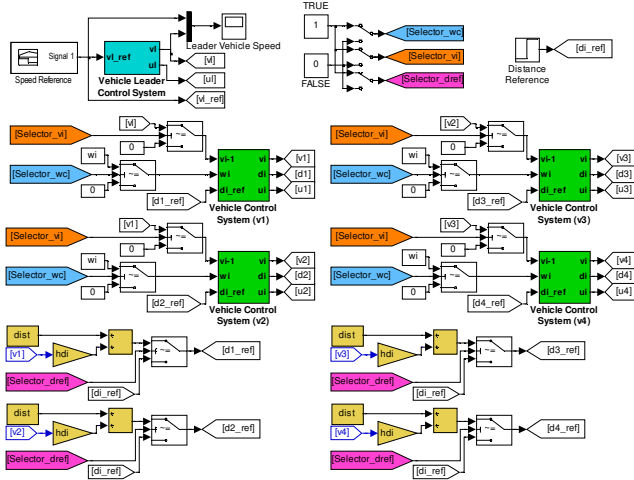 TRUE
1
0
FALSE
[Selector_wc]
[Selector_vi]
[Selector_dref]
Distance
Reference
[di_ref]
Signal 1
Speed Reference
vl_ref
vl
ul
Vehicle Leader
Control System
Leader Vehicle Speed
[vl]
[ul]
[vl_ref]
[Selector_vi]
[vl]
0
~=
[Selector_wc]
wi
0
~=
[d1_ref]
vi-1
wi
di_ref
vi
di
ui
Vehicle Control
System (v1)
[v1]
[d1]
[u1]
[Selector_vi]
[v2]
0
~=
[Selector_wc]
wi
0
~=
[d3_ref]
vi-1
wi
di_ref
vi
di
ui
Vehicle Control
System (v3)
[v3]
[d3]
[u3]
[Selector_vi]
[v1]
0
~=
[Selector_wc]
wi
0
~=
[d2_ref]
vi-1
wi
di_ref
vi
di
ui
Vehicle Control
System (v2)
[v2]
[d2]
[u2]
[Selector_vi]
[v3]
0
~=
[Selector_wc]
wi
0
~=
[d4_ref]
vi-1
wi
di_ref
vi
di
ui
Vehicle Control
System (v4)
[v4]
[d4]
[u4]
dist
[v1]
hdi
+
+
[Selector_dref]
[di_ref]
~=
[d1_ref]
dist
[v3]
hdi
+
+
[Selector_dref]
[di_ref]
~=
[d3_ref]
dist
[v2]
hdi
+
+
[Selector_dref]
[di_ref]
~=
[d2_ref]
dist
[v4]
hdi
+
+
[Selector_dref]
[di_ref]
~=
[d4_ref]